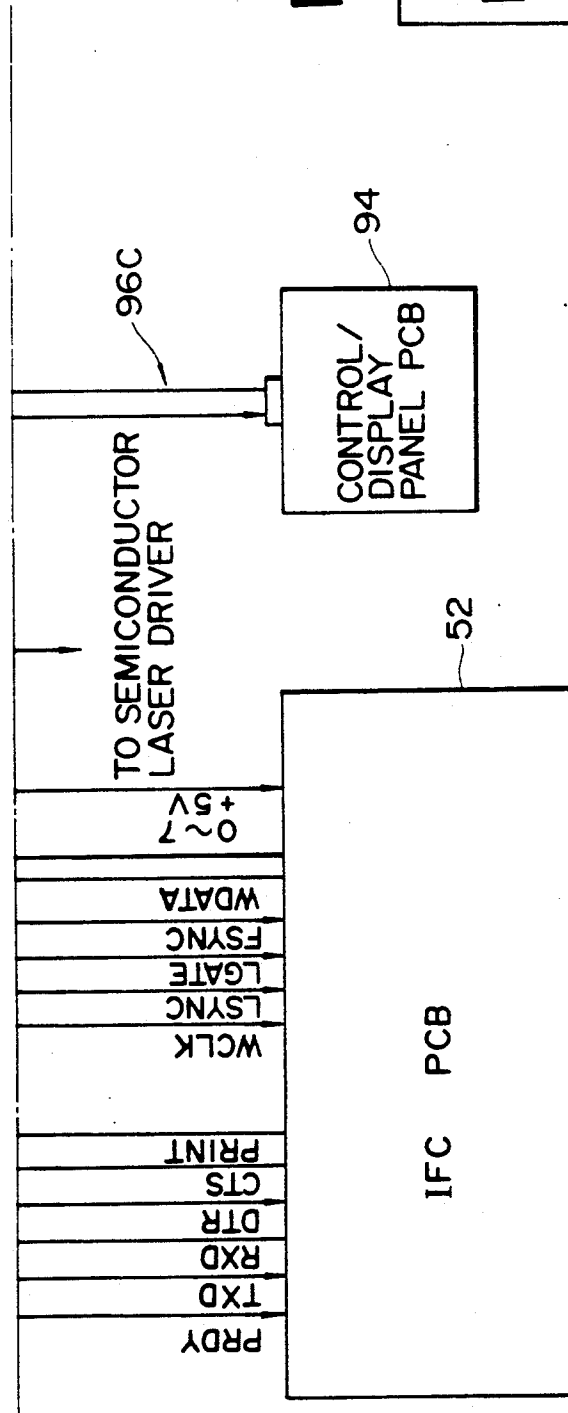 PRDY
TXD
RXD
DTR
CTS
PRINT
WCLK
LSYNC
LGATE
FSYNC
WDATA
0~7
+5V
TO SEMICONDUCTOR
LASER DRIVER
96C
52
IFC PCB
94
CONTROL/
DISPLAY
PANEL PCB